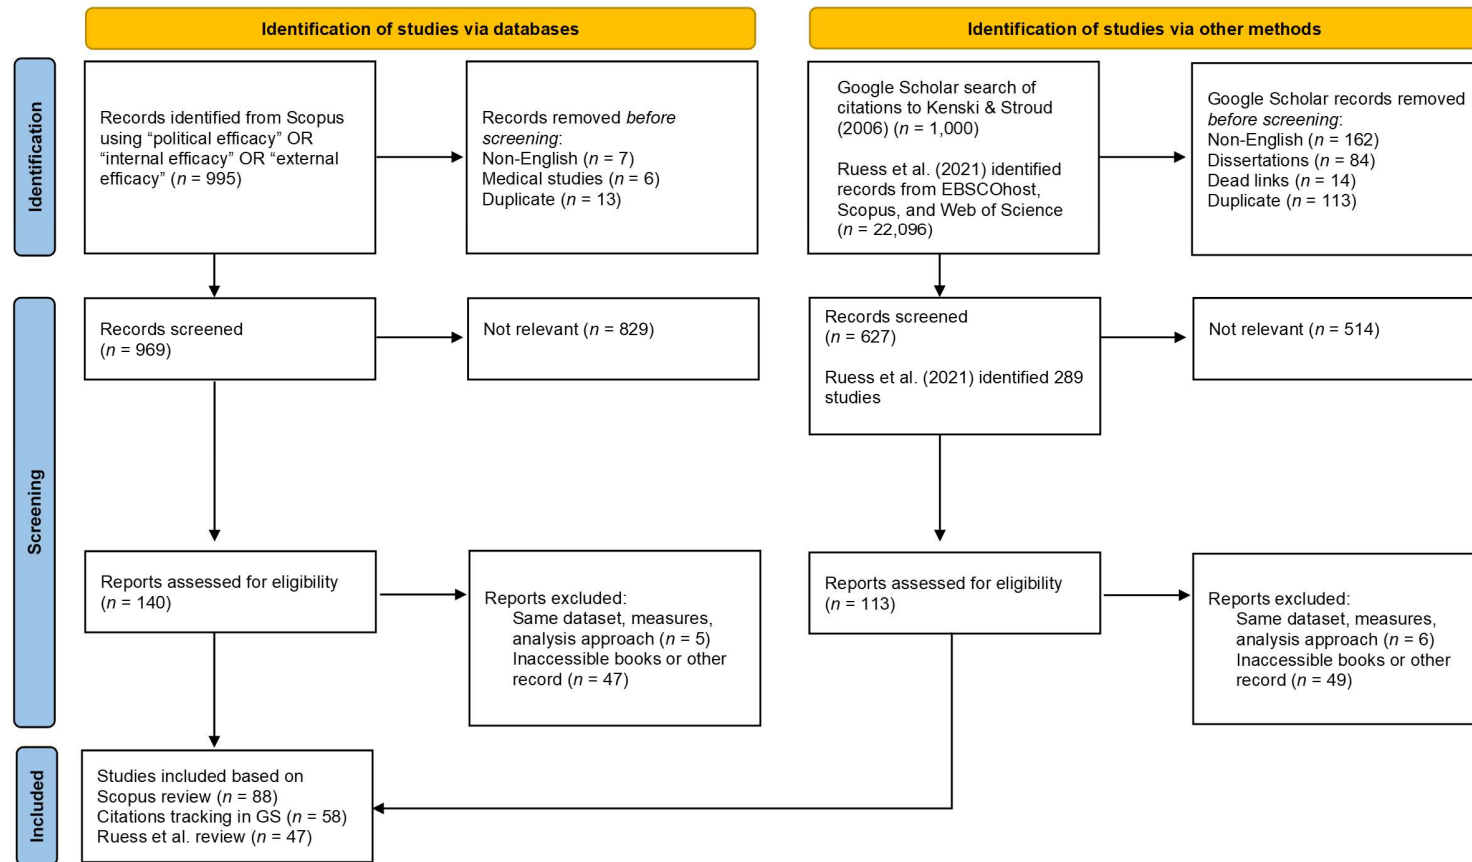 Identification of studies via databases
Identification of studies via other methods
Identification
Records identified from Scopus
using “political efficacy” OR
“internal efficacy” OR “external
efficacy” (n = 995)
Records removed before
screening:
Non-English (n = 7)
Medical studies (n = 6)
Duplicate (n = 13)
Google Scholar search of
citations to Kenski & Stroud
(2006) (n = 1,000)
Ruess et al. (2021) identified
records from EBSCOhost,
Scopus, and Web of Science
(n = 22,096)
Google Scholar records removed
before screening:
Non-English (n = 162)
Dissertations (n = 84)
Dead links (n = 14)
Duplicate (n = 113)
Screening
Records screened
(n = 969)
Not relevant (n = 829)
Records screened
(n = 627)
Ruess et al. (2021) identified 289
studies
Not relevant (n = 514)
Reports assessed for eligibility
(n = 140)
Reports excluded:
Same dataset, measures,
analysis approach (n = 5)
Inaccessible books or other
record (n = 47)
Reports assessed for eligibility
(n = 113)
Reports excluded:
Same dataset, measures,
analysis approach (n = 6)
Inaccessible books or other
record (n = 49)
Included
Studies included based on
Scopus review (n = 88)
Citations tracking in GS (n = 58)
Ruess et al. review (n = 47)